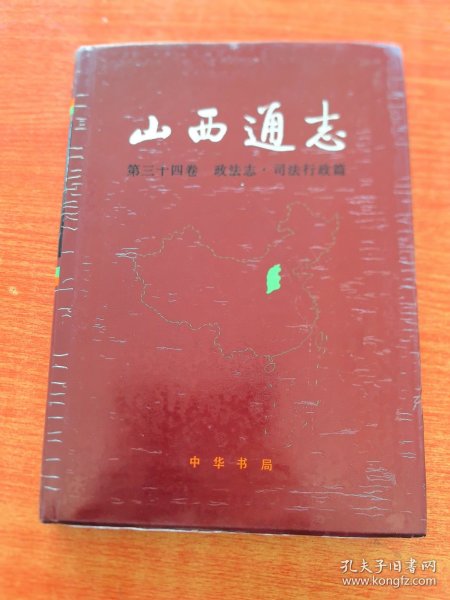 山西通志
第三十四卷 政法志·司法行政篇
中华书局
孔夫子旧书网
www.kongfz.com